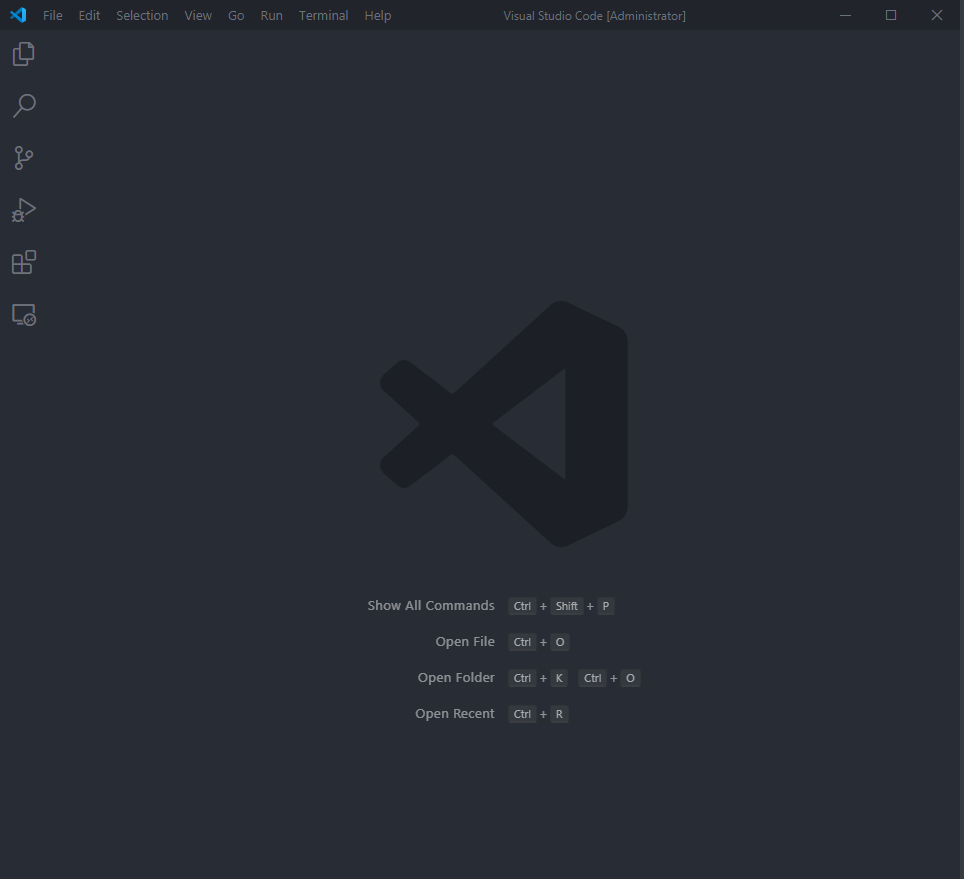 File Edit Selection View Go Run Terminal Help Visual Studio Code [Administrator]
Show All Commands Ctrl + Shift + P
Open File Ctrl + O
Open Folder Ctrl + K Ctrl + O
Open Recent Ctrl + R